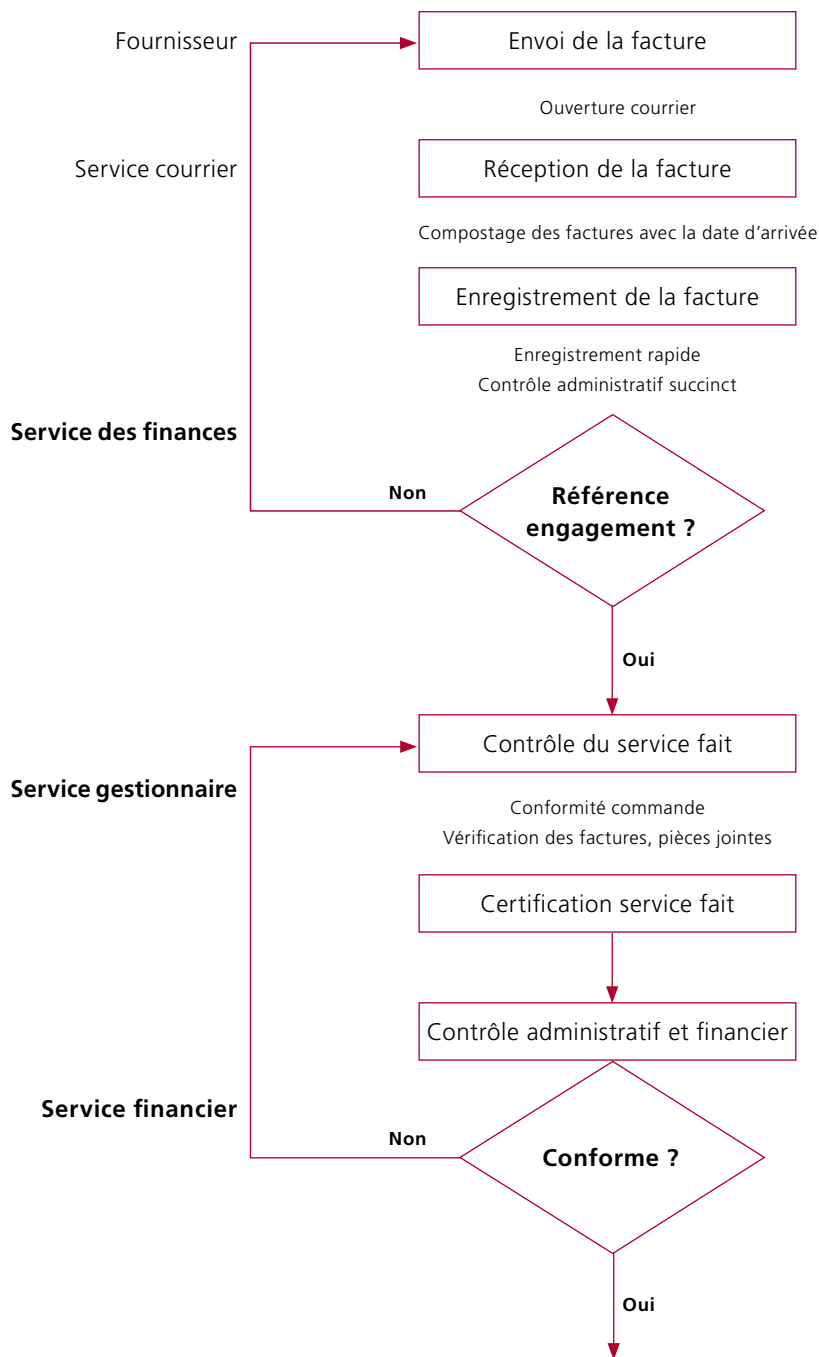 Fournisseur
Envoi de la facture
Ouverture courrier
Service courrier
Réception de la facture
Compostage des factures avec la date d’arrivée
Enregistrement de la facture
Enregistrement rapide
Contrôle administratif succinct
Service des finances
Non
Référence
engagement ?
Oui
Contrôle du service fait
Service gestionnaire
Conformité commande
Vérification des factures, pièces jointes
Certification service fait
Contrôle administratif et financier
Service financier
Non
Conforme ?
Oui